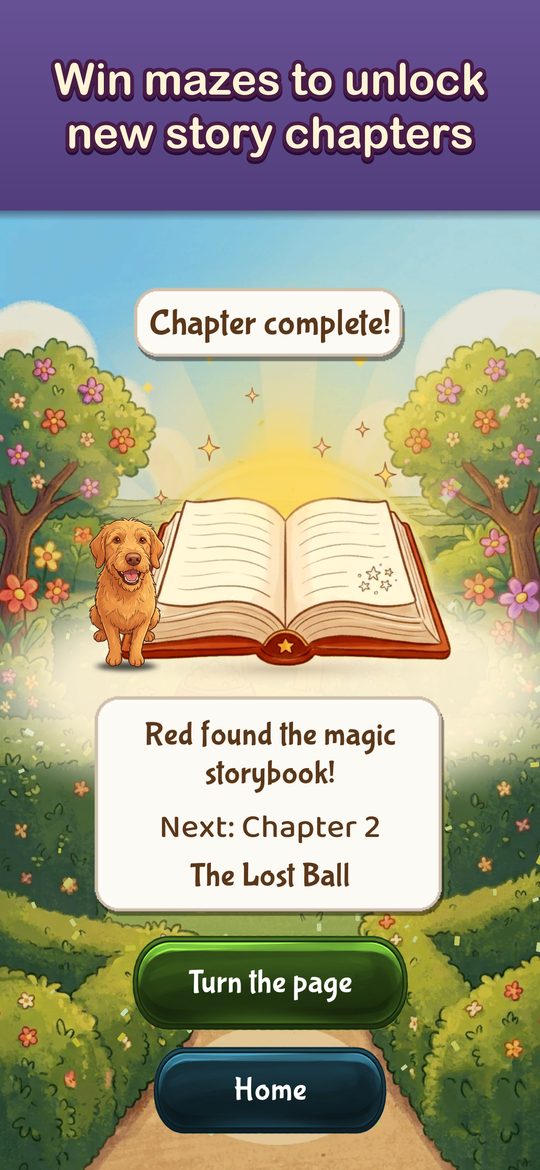 Win mazes to unlock
new story chapters
Chapter complete!
Red found the magic
storybook!
Next: Chapter 2
The Lost Ball
Turn the page
Home